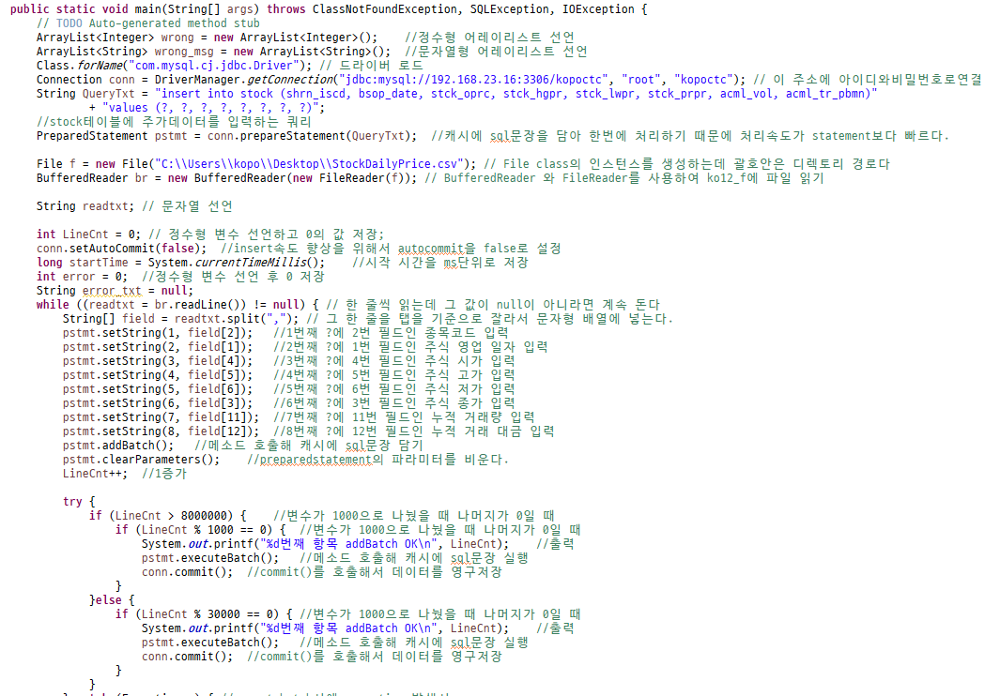 public static void main(String[] args) throws ClassNotFoundException, SQLException, IOException {
// TODO Auto-generated method stub
ArrayList<Integer> wrong = new ArrayList<Integer>(); //정수형 어레이리스트 선언
ArrayList<String> wrong_msg = new ArrayList<String>(); //문자열형 어레이리스트 선언
Class.forName("com.mysql.cj.jdbc.Driver"); // 드라이버 로드
Connection conn = DriverManager.getConnection("jdbc:mysql://192.168.23.16:3306/kopoctc", "root", "kopoctc"); // 이 주소에 아이디와비밀번호로연결
String QueryTxt = "insert into stock (shrn_iscd, bsop_date, stck_oprc, stck_hgpr, stck_lwpr, stck_prpr, acml_vol, acml_tr_pbmn)"
+ "values (?, ?, ?, ?, ?, ?, ?, ?)";
//stock테이블에 주가데이터를 입력하는 쿼리
PreparedStatement pstmt = conn.prepareStatement(QueryTxt); //캐시에 sql문장을 담아 한번에 처리하기 때문에 처리속도가 statement보다 빠르다.
File f = new File("C:\\Users\\kopo\\Desktop\\StockDailyPrice.csv"); // File class의 인스턴스를 생성하는데 괄호안은 디렉토리 경로다
BufferedReader br = new BufferedReader(new FileReader(f)); // BufferedReader 와 FileReader를 사용하여 ko12_f에 파일 읽기
String readtxt; // 문자열 선언
int LineCnt = 0; // 정수형 변수 선언하고 0의 값 저장;
conn.setAutoCommit(false); //insert속도 향상을 위해서 autocommit을 false로 설정
long startTime = System.currentTimeMillis(); //시작 시간을 ms단위로 저장
int error = 0; //정수형 변수 선언 후 0 저장
String error_txt = null;
while ((readtxt = br.readLine()) != null) { // 한 줄씩 읽는데 그 값이 null이 아니라면 계속 돈다
String[] field = readtxt.split(","); // 그 한 줄을 탭을 기준으로 잘라서 문자형 배열에 넣는다.
pstmt.setString(1, field[2]); //1번째 ?에 2번 필드인 종목코드 입력
pstmt.setString(2, field[1]); //2번째 ?에 1번 필드인 주식 영업 일자 입력
pstmt.setString(3, field[4]); //3번째 ?에 4번 필드인 주식 시가 입력
pstmt.setString(4, field[5]); //4번째 ?에 5번 필드인 주식 고가 입력
pstmt.setString(5, field[6]); //5번째 ?에 6번 필드인 주식 저가 입력
pstmt.setString(6, field[3]); //6번째 ?에 3번 필드인 주식 종가 입력
pstmt.setString(7, field[11]); //7번째 ?에 11번 필드인 누적 거래량 입력
pstmt.setString(8, field[12]); //8번째 ?에 12번 필드인 누적 거래 대금 입력
pstmt.addBatch(); //메소드 호출해 캐시에 sql문장 담기
pstmt.clearParameters(); //preparedstatement의 파라미터를 비운다.
LineCnt++; //1증가
try {
if (LineCnt > 8000000) { //변수가 1000으로 나눴을 때 나머지가 0일 때
if (LineCnt % 1000 == 0) { //변수가 1000으로 나눴을 때 나머지가 0일 때
System.out.printf("%d번째 항목 addBatch OK\n", LineCnt); //출력
pstmt.executeBatch(); //메소드 호출해 캐시에 sql문장 실행
conn.commit(); //commit()를 호출해서 데이터를 영구저장
}
}else {
if (LineCnt % 30000 == 0) { //변수가 1000으로 나눴을 때 나머지가 0일 때
System.out.printf("%d번째 항목 addBatch OK\n", LineCnt); //출력
pstmt.executeBatch(); //메소드 호출해 캐시에 sql문장 실행
conn.commit(); //commit()를 호출해서 데이터를 영구저장
}
}